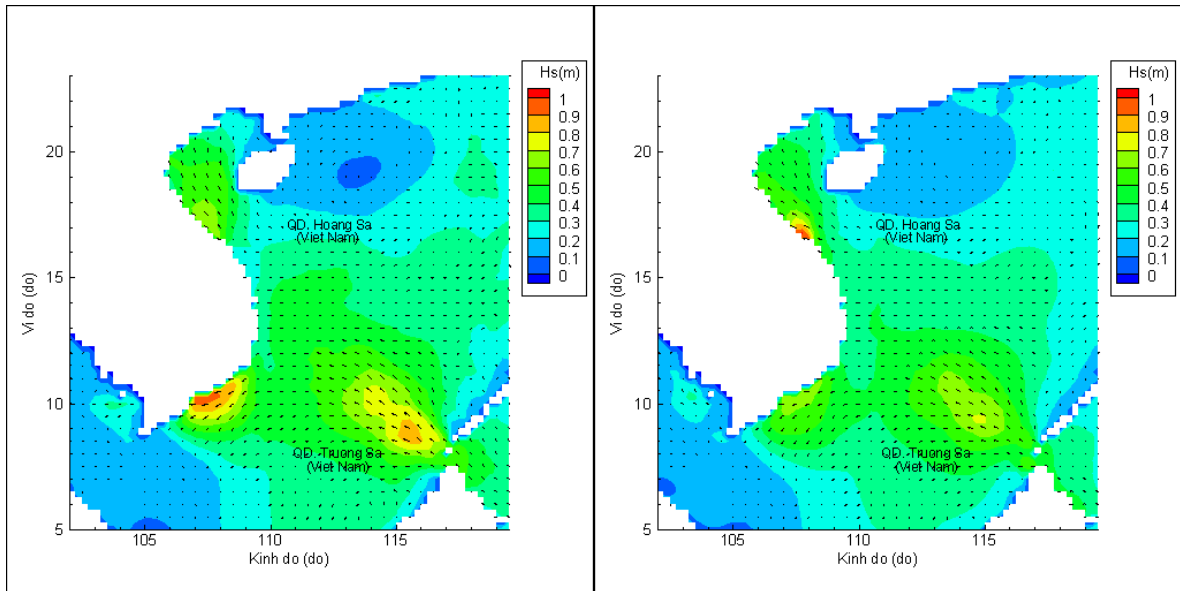 Hs(m)
1
0.9
0.8
0.7
0.6
0.5
0.4
0.3
0.2
0.1
0
20
15
10
5
Vi do (do)
QD. Hoang Sa
(Viet Nam)
QD. Truong Sa
(Viet Nam)
105
110
115
Kinh do (do)
Hs(m)
1
0.9
0.8
0.7
0.6
0.5
0.4
0.3
0.2
0.1
0
20
15
10
5
Vi do (do)
QD. Hoang Sa
(Viet Nam)
QD. Truong Sa
(Viet Nam)
105
110
115
Kinh do (do)